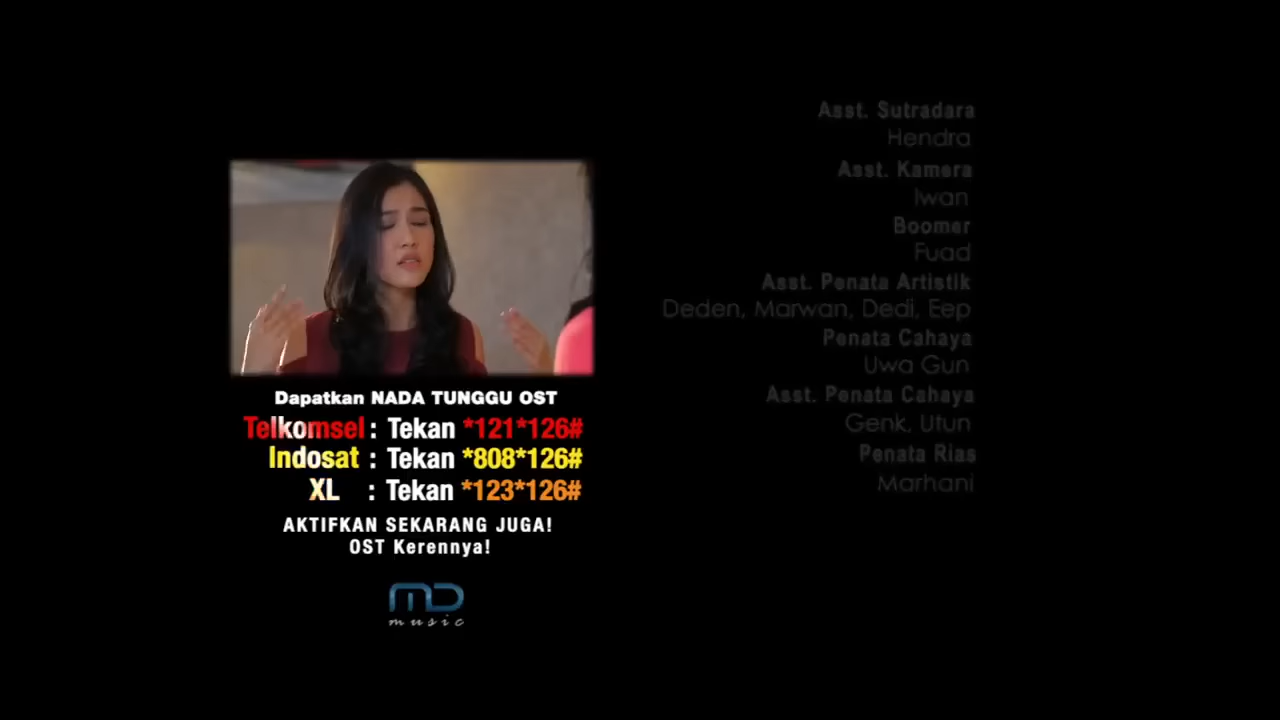 Dapatkan NADA TUNGGU OST
Telkomsel : Tekan *121*126#
Indosat : Tekan *808*126#
XL : Tekan *123*126#
AKTIFKAN SEKARANG JUGA!
OST Kerennya!
MD
music
Asst. Sutradara
Hendra
Asst. Kamera
Iwan
Boomer
Fuad
Asst. Penata Artistik
Deden, Marwan, Dedi, Eep
Penata Cahaya
Uwa Gun
Asst. Penata Cahaya
Genk, Utun
Penata Rias
Marhani